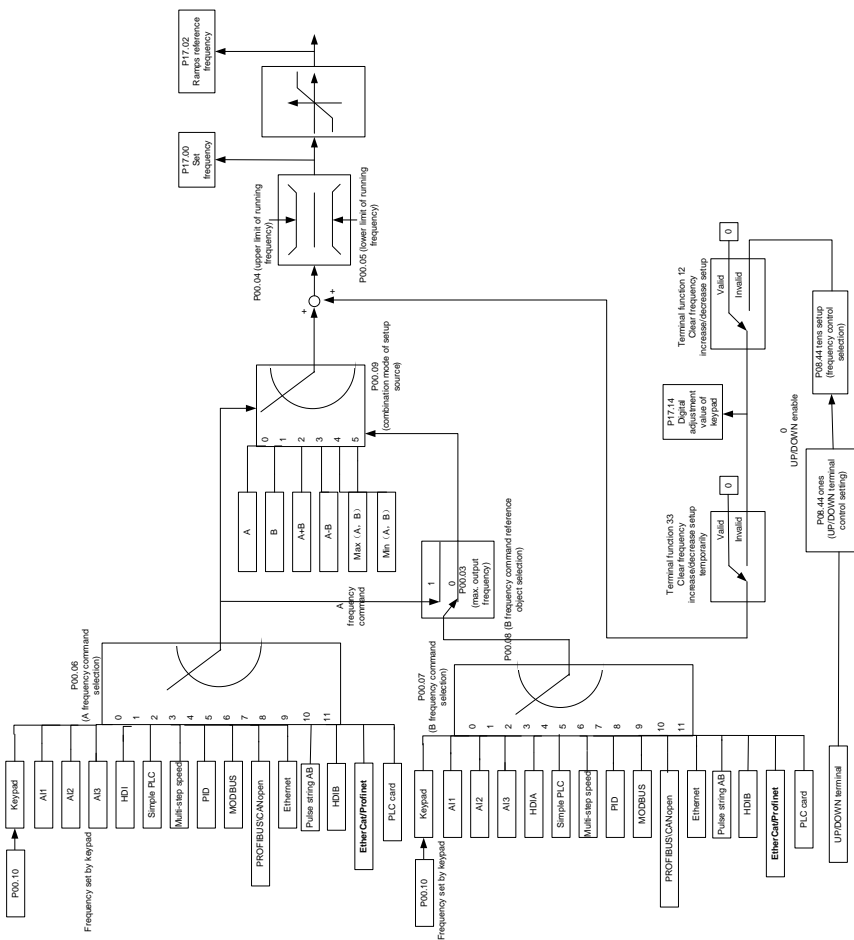 P00.10
Keypad
Frequency set by keypad
AI1
AI2
AI3
HDI
Simple PLC
Multi-step speed
PID
MODBUS
PROFIBUS\CANopen
Ethernet
Pulse string AB
HDIB
EtherCat/Profinet
PLC card
P00.06
(A frequency command
selection)
0
1
2
3
4
5
6
7
8
9
10
11
A
frequency
command
P00.10
Keypad
Frequency set by keypad
AI1
AI2
AI3
HDIA
Simple PLC
Multi-step speed
PID
MODBUS
PROFIBUS\CANopen
Ethernet
Pulse string AB
HDIB
EtherCat/Profinet
PLC card
P00.07
(B frequency command
selection)
0
1
2
3
4
5
6
7
8
9
10
11
P00.08 (B frequency command reference
object selection)
1
0
P00.03
(max. output
frequency)
A
B
A+B
A-B
Max (A, B)
Min (A, B)
0
1
2
3
4
5
P00.09
(combination mode of setup
source)
+
+
P00.04 (upper limit of running
frequency)
P00.05 (lower limit of running
frequency)
P17.00
Set
frequency
P17.02
Ramps reference
frequency
UP/DOWN terminal
P08.44 ones
(UP/DOWN terminal
control setting)
0
UP/DOWN enable
P08.44 tens setup
(frequency control
selection)
Terminal function 33
Clear frequency
increase/decrease setup
temporarily
Valid
Invalid
0
P17.14
Digital
adjustment
value of
keypad
Terminal function 12
Clear frequency
increase/decrease setup
Valid
Invalid
0